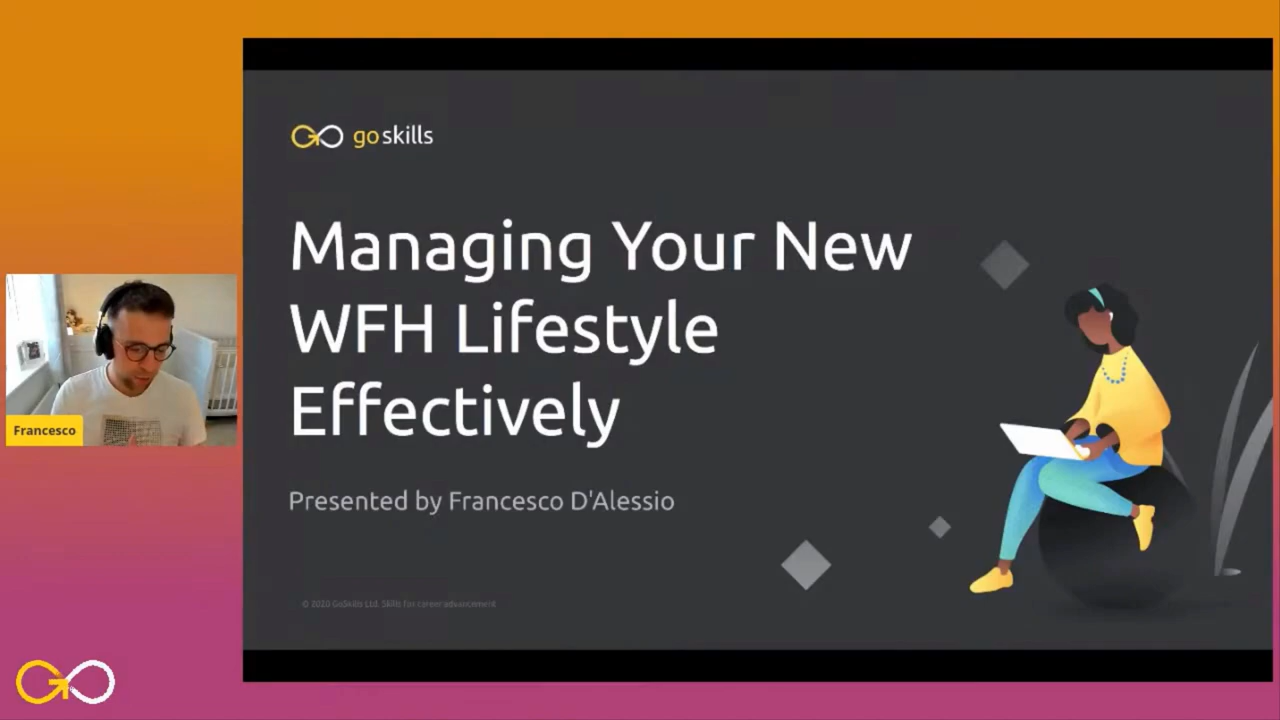 goskills
Managing Your New
WFH Lifestyle
Effectively
Presented by Francesco D'Alessio
Francesco
© 2020 GoSkills Ltd. Skills for career advancement